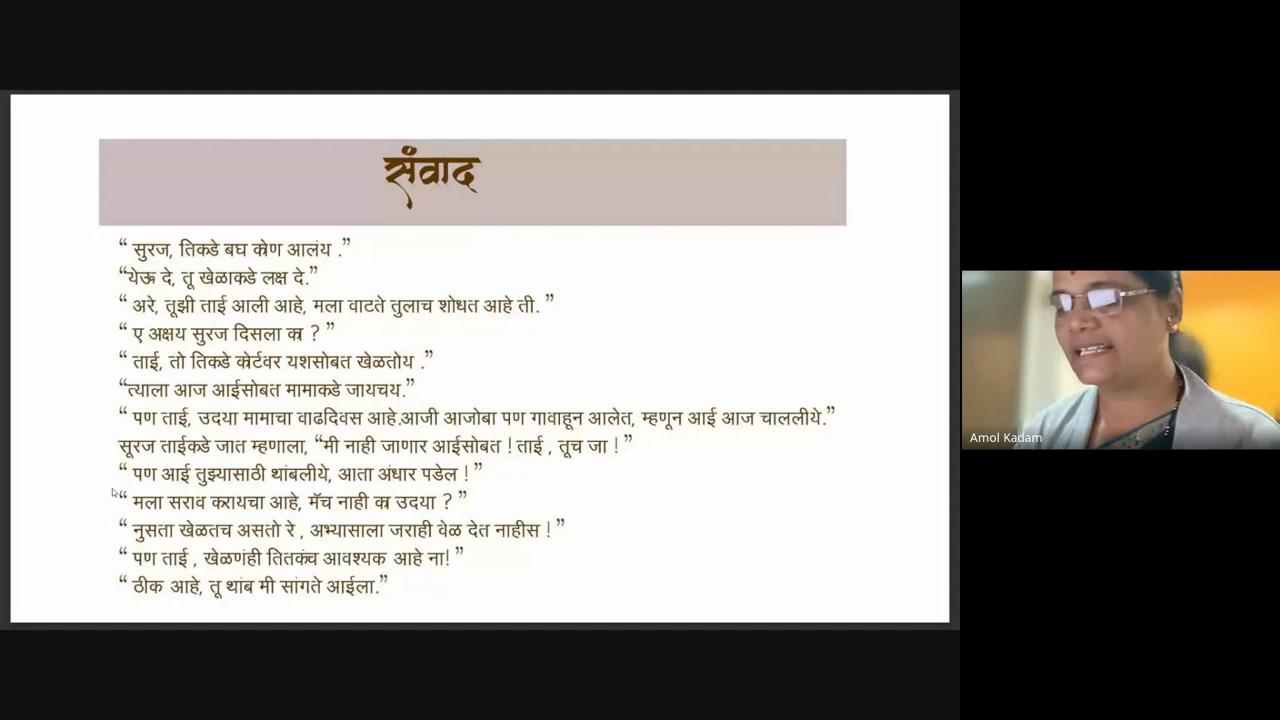 संवाद
“ सुरज, तिकडे बघ कोण आलंय .”
“येऊ दे, तू खेळाकडे लक्ष दे.”
“ अरे, तूझी ताई आली आहे, मला वाटते तुलाच शोधत आहे ती. ”
“ ए अक्षय सुरज दिसला का ? ”
“ ताई, तो तिकडे कोर्टवर यशसोबत खेळतोय .”
“त्याला आज आईसोबत मामाकडे जायचय.”
“ पण ताई, उदया मामाचा वाढदिवस आहे.आजी आजोबा पण गावाहून आलेत, म्हणून आई आज चाललीये.”
सूरज ताईकडे जात म्हणाला, “मी नाही जाणार आईसोबत ! ताई , तूच जा ! ”
“ पण आई तुझ्यासाठी थांबलीये, आता अंधार पडेल ! ”
“ मला सराव करायचा आहे, मॅच नाही का उदया ? ”
“ नुसता खेळतच असतो रे , अभ्यासाला जराही वेळ देत नाहीस ! ”
“ पण ताई , खेळणंही तितकंच आवश्यक आहे ना! ”
“ ठीक आहे, तू थांब मी सांगते आईला.”
Amol Kadam